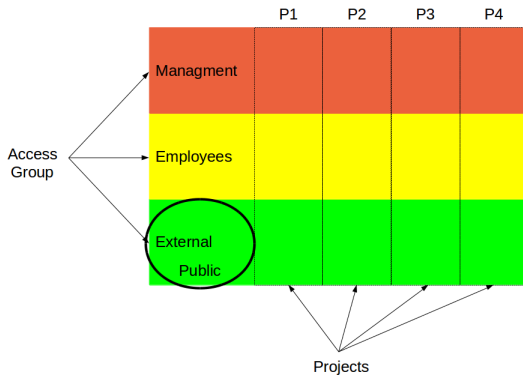 P1 P2 P3 P4
Managment
Access
Group
Employees
External
Public
Projects